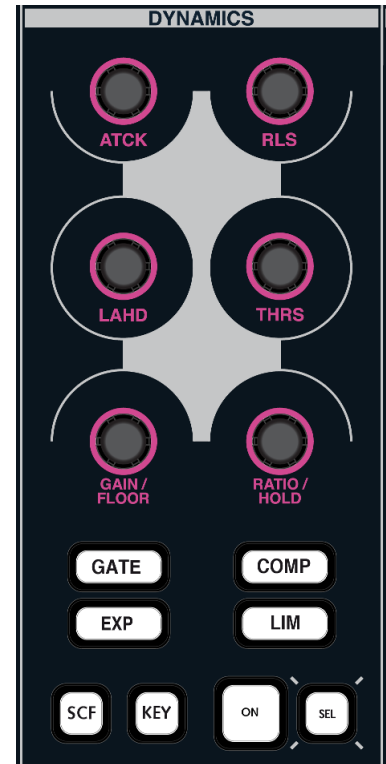 DYNAMICS
ATCK
RLS
LAHD
THRS
GAIN /
FLOOR
RATIO /
HOLD
GATE
COMP
EXP
LIM
SCF
KEY
ON
SEL